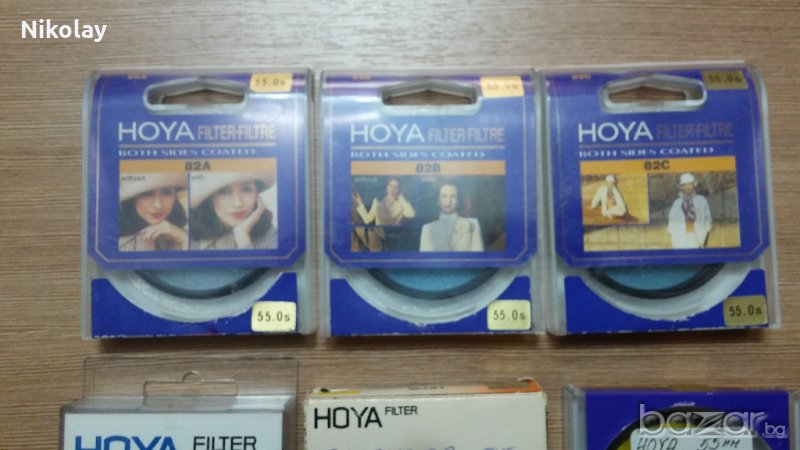 Nikolay
82A
55.0s
HOYA FILTER·FILTRE
BOTH SIDES COATED
82A
without
with
55.0s
55.0s
HOYA FILTER·FILTRE
BOTH SIDES COATED
82B
55.0s
82C
55.0s
HOYA FILTER·FILTRE
BOTH SIDES COATED
82C
55.0s
HOYA FILTER
HOYA FILTER
HOYA 55mm
bazar.bg